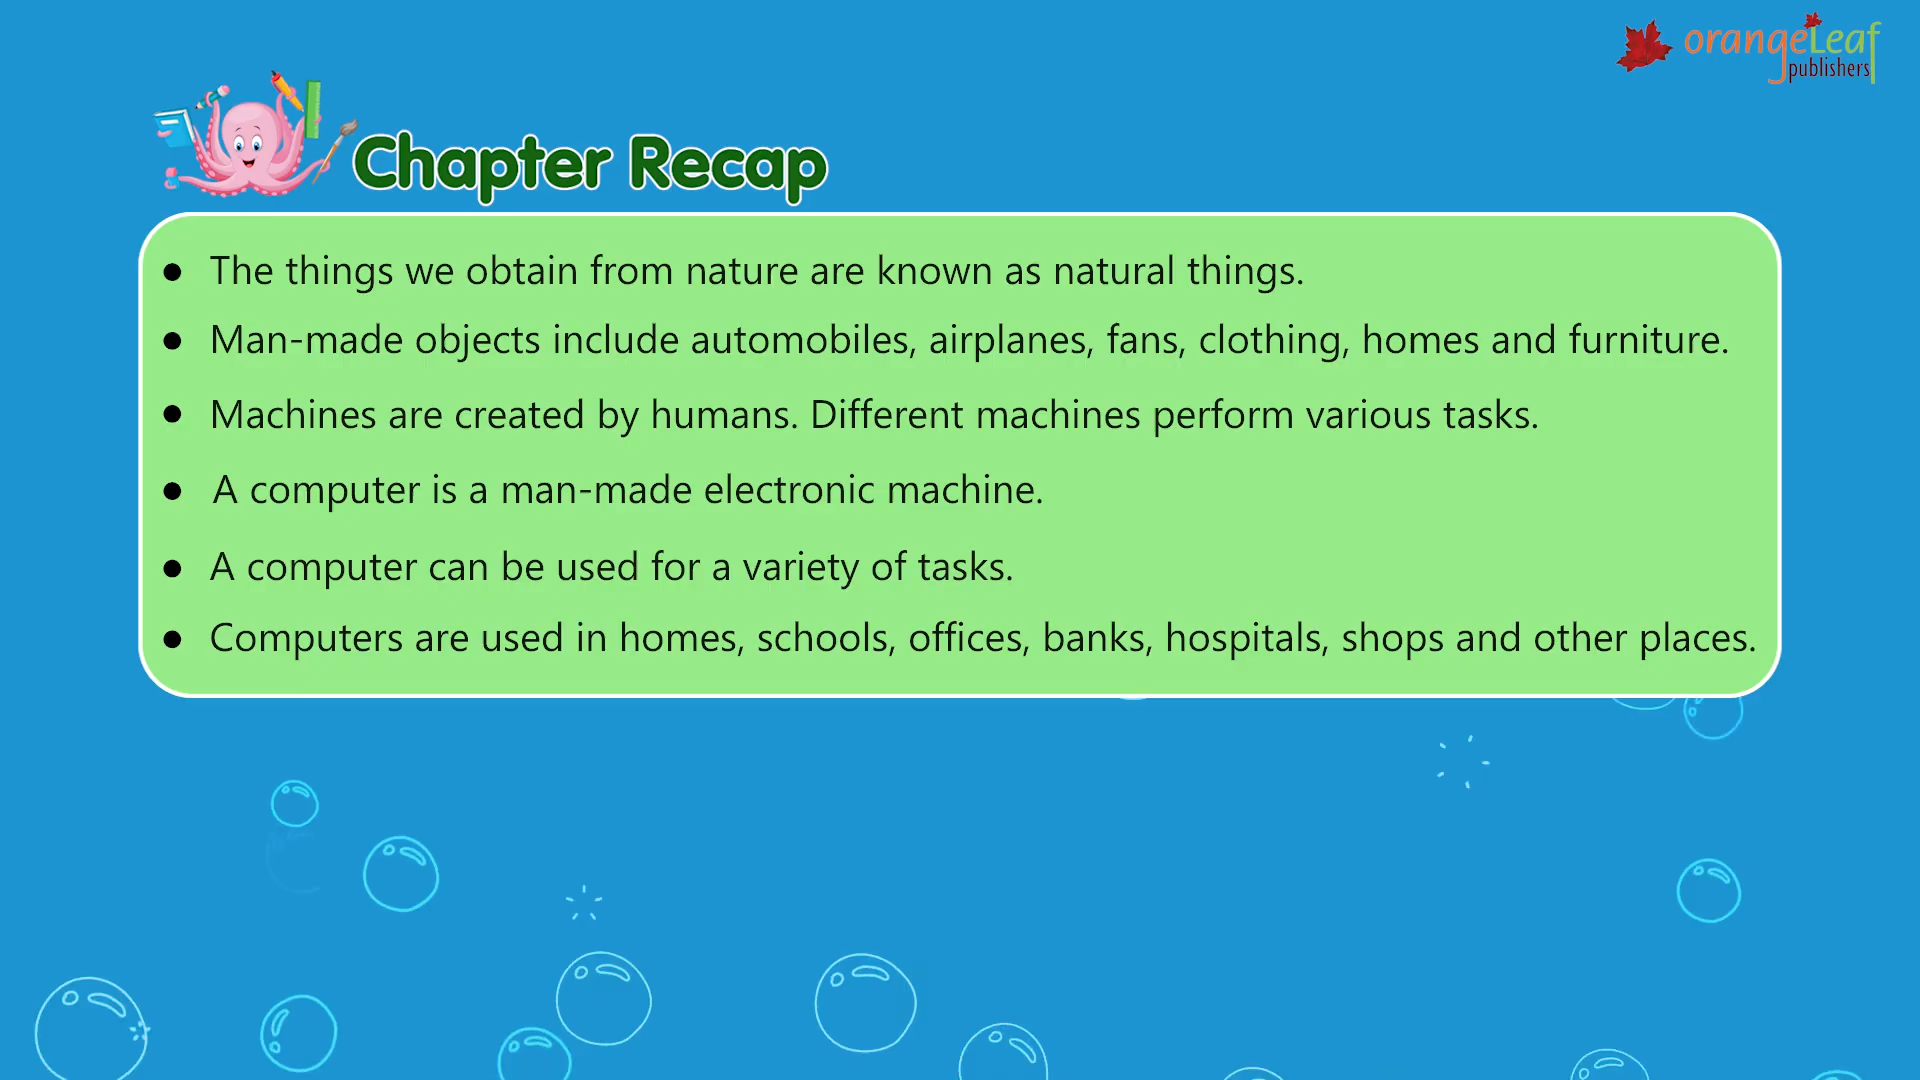 orangeLeaf
publishers
Chapter Recap
● The things we obtain from nature are known as natural things.
● Man-made objects include automobiles, airplanes, fans, clothing, homes and furniture.
● Machines are created by humans. Different machines perform various tasks.
● A computer is a man-made electronic machine.
● A computer can be used for a variety of tasks.
● Computers are used in homes, schools, offices, banks, hospitals, shops and other places.